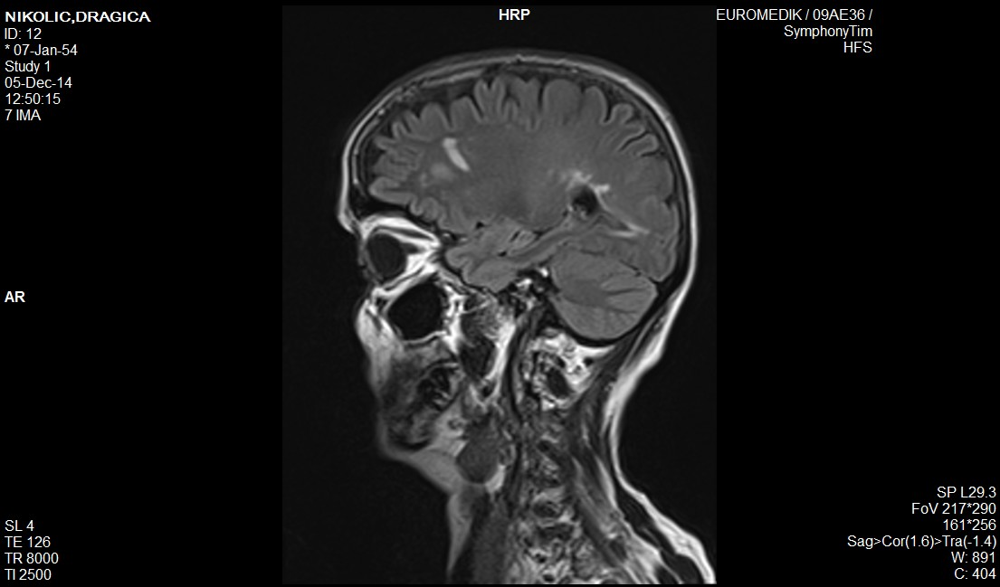 NIKOLIC,DRAGICA
ID: 12
* 07-Jan-54
Study 1
05-Dec-14
12:50:15
7 IMA
HRP
EUROMEDIK / 09AE36 /
SymphonyTim
HFS
AR
SL 4
TE 126
TR 8000
TI 2500
SP L29.3
FoV 217*290
161*256
Sag>Cor(1.6)>Tra(-1.4)
W: 891
C: 404